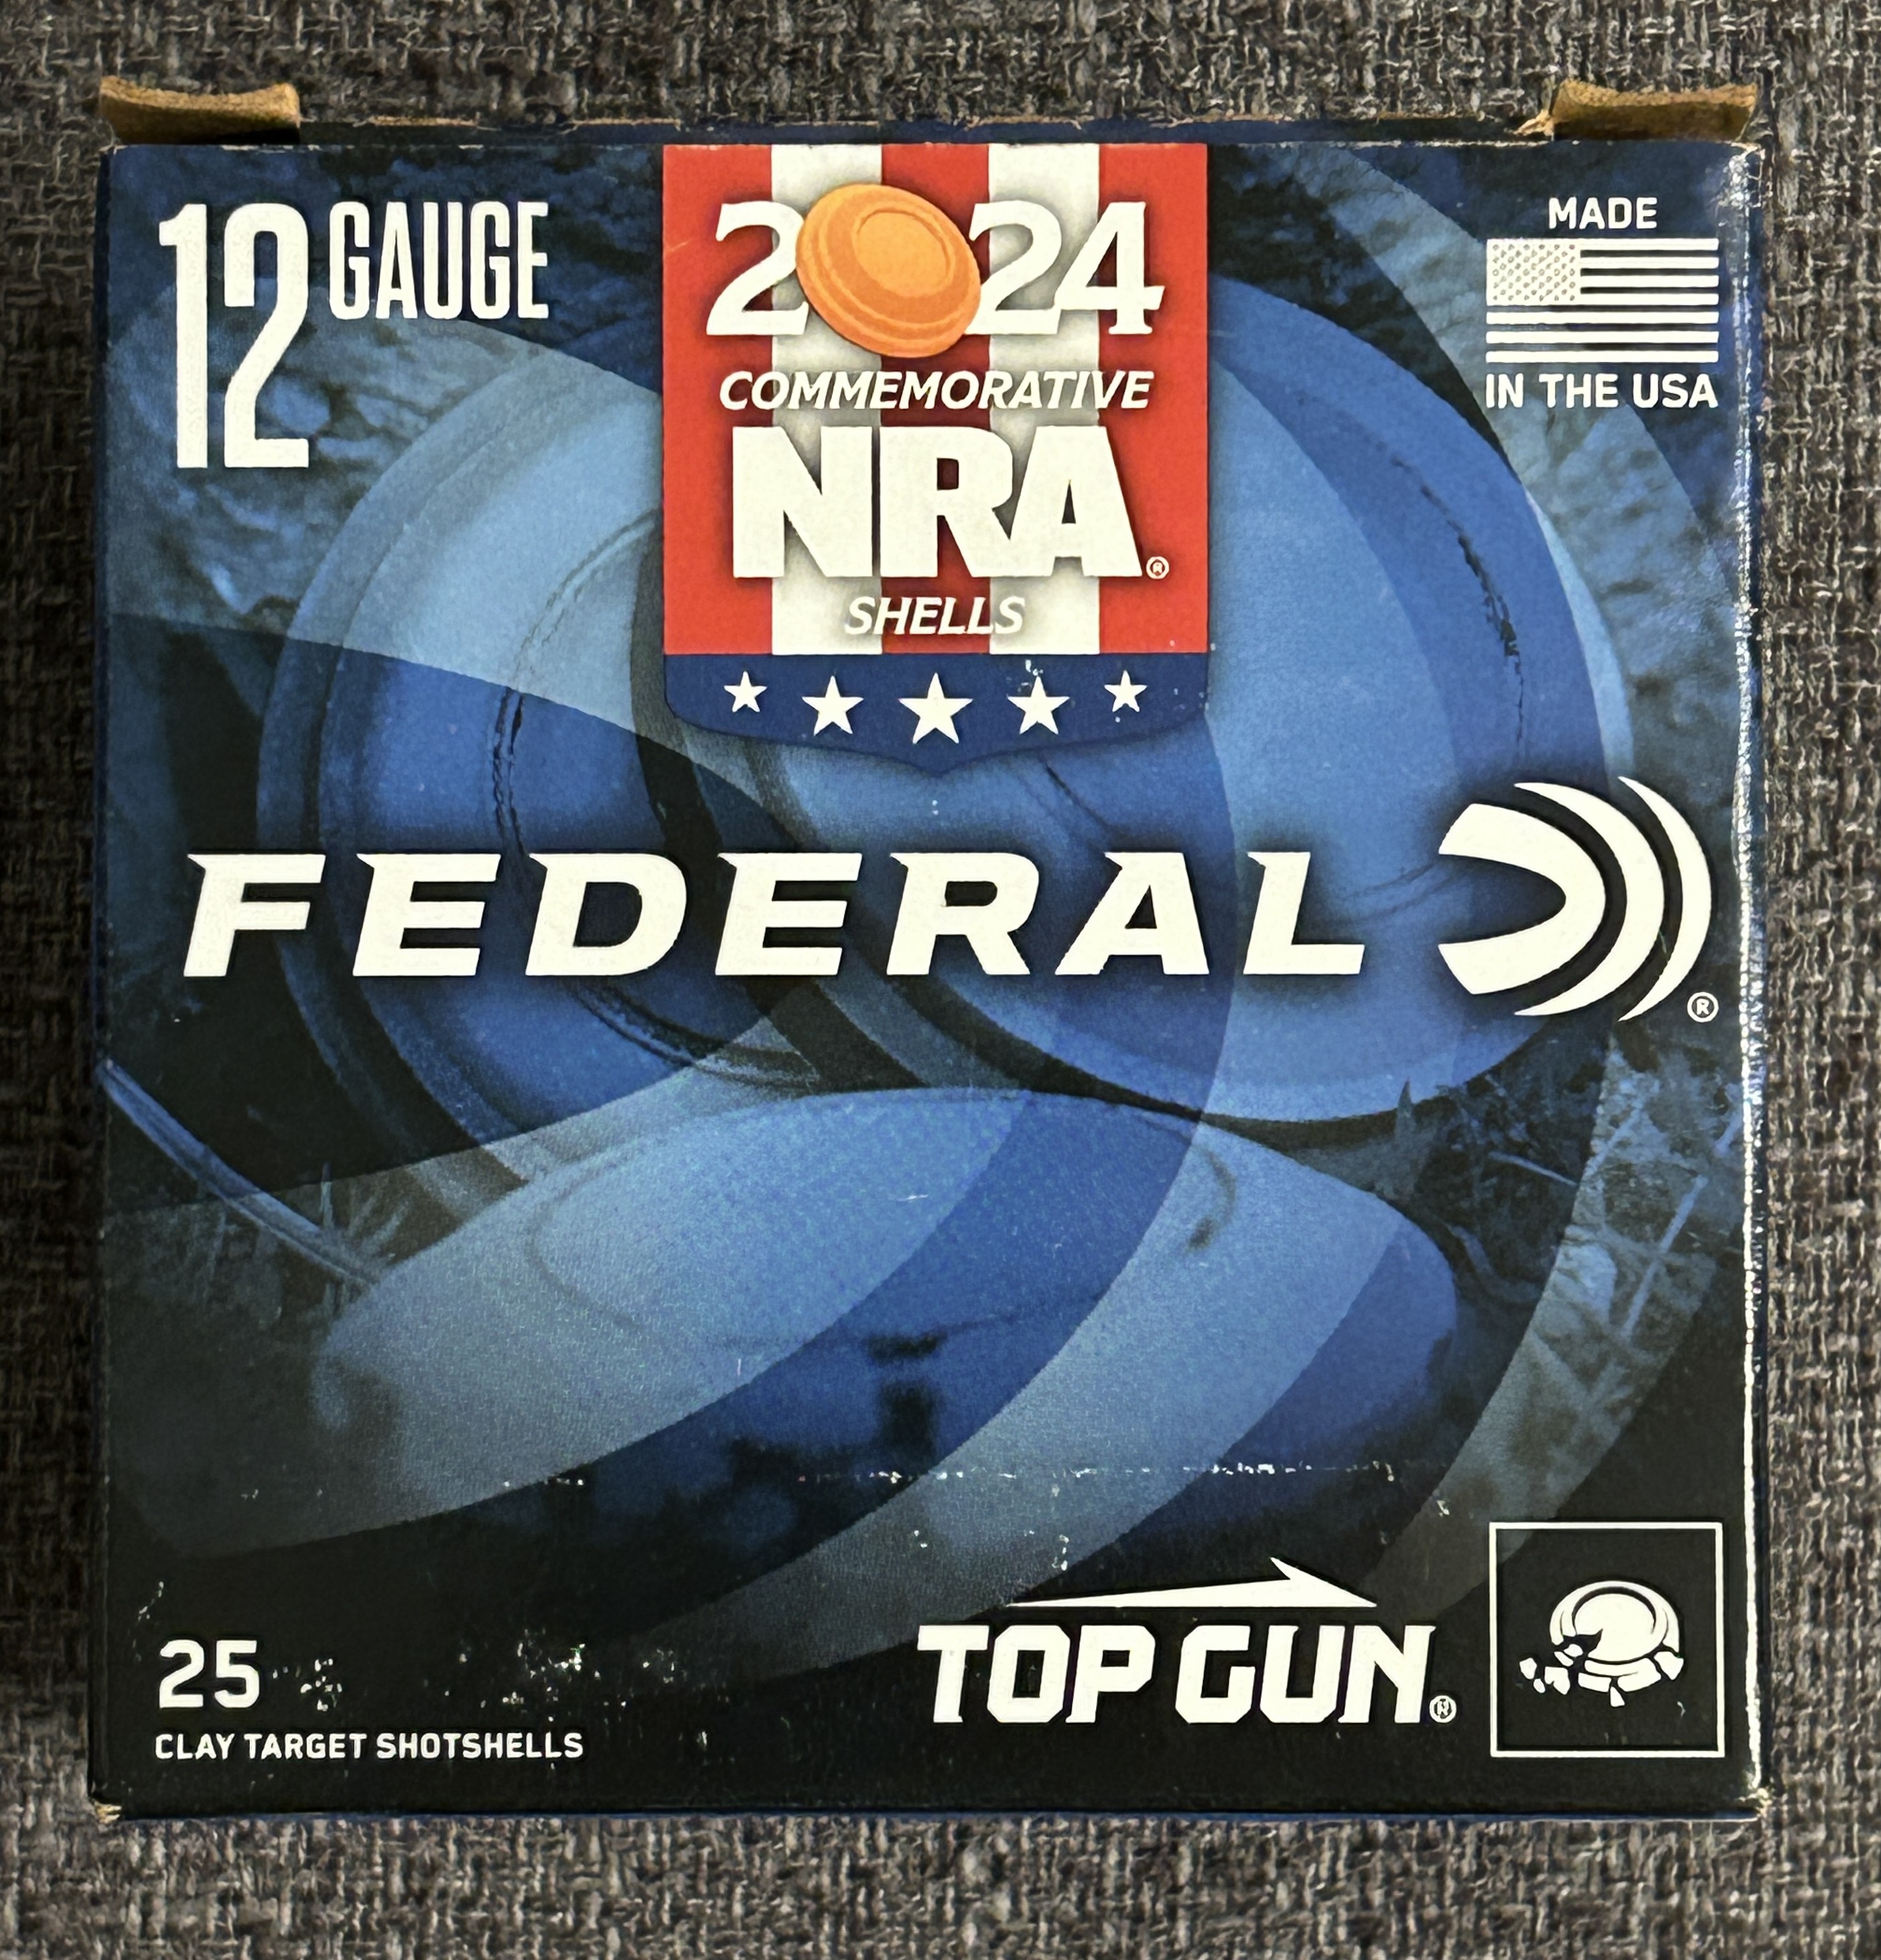 12 GAUGE
2024
COMMEMORATIVE
NRA®
SHELLS
MADE
IN THE USA
FEDERAL®
25
CLAY TARGET SHOTSHELLS
TOP GUN®